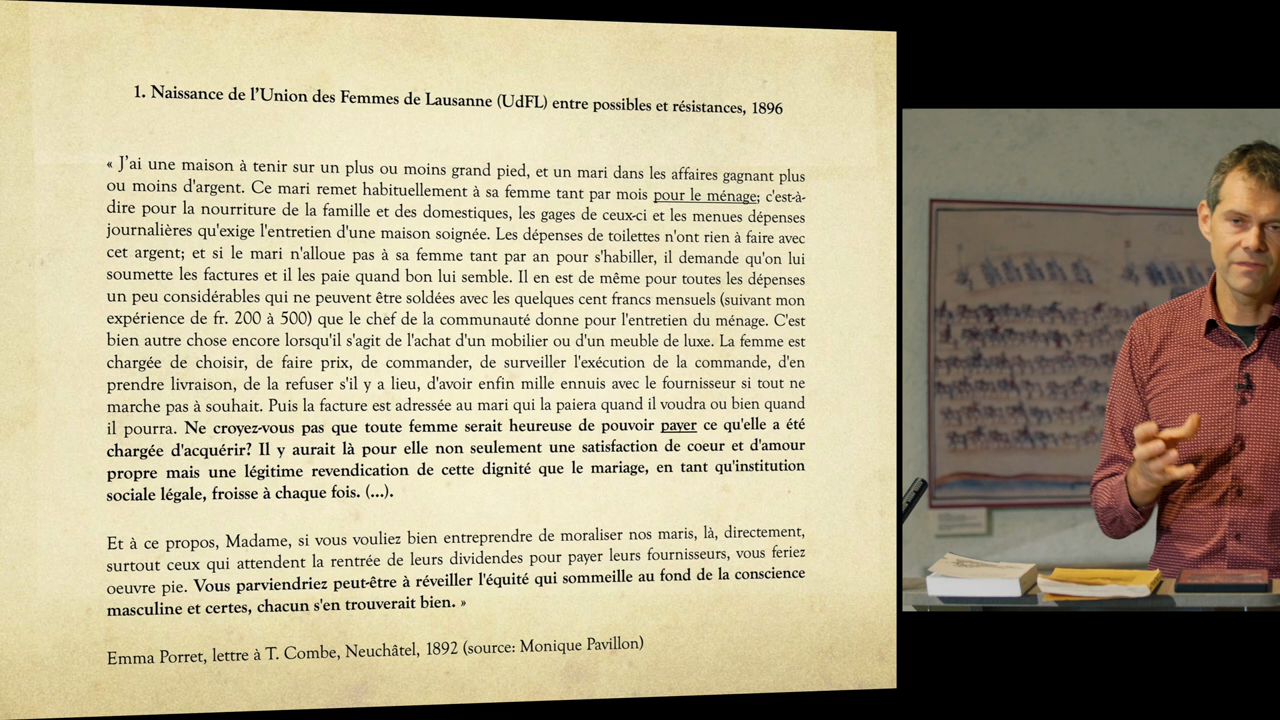 1. Naissance de l'Union des Femmes de Lausanne (UdFL) entre possibles et résistances, 1896
« J'ai une maison à tenir sur un plus ou moins grand pied, et un mari dans les affaires gagnant plus
ou moins d'argent. Ce mari remet habituellement à sa femme tant par mois pour le ménage; c'est-à-
dire pour la nourriture de la famille et des domestiques, les gages de ceux-ci et les menues dépenses
journalières qu'exige l'entretien d'une maison soignée. Les dépenses de toilettes n'ont rien à faire avec
cet argent; et si le mari n'alloue pas à sa femme tant par an pour s'habiller, il demande qu'on lui
soumette les factures et il les paie quand bon lui semble. Il en est de même pour toutes les dépenses
un peu considérables qui ne peuvent être soldées avec les quelques cent francs mensuels (suivant mon
expérience de fr. 200 à 500) que le chef de la communauté donne pour l'entretien du ménage. C'est
bien autre chose encore lorsqu'il s'agit de l'achat d'un mobilier ou d'un meuble de luxe. La femme est
chargée de choisir, de faire prix, de commander, de surveiller l'exécution de la commande, d'en
prendre livraison, de la refuser s'il y a lieu, d'avoir enfin mille ennuis avec le fournisseur si tout ne
marche pas à souhait. Puis la facture est adressée au mari qui la paiera quand il voudra ou bien quand
il pourra. Ne croyez-vous pas que toute femme serait heureuse de pouvoir payer ce qu'elle a été
chargée d'acquérir? Il y aurait là pour elle non seulement une satisfaction de coeur et d'amour
propre mais une légitime revendication de cette dignité que le mariage, en tant qu'institution
sociale légale, froisse à chaque fois. (...).
Et à ce propos, Madame, si vous vouliez bien entreprendre de moraliser nos maris, là, directement,
surtout ceux qui attendent la rentrée de leurs dividendes pour payer leurs fournisseurs, vous feriez
oeuvre pie. Vous parviendriez peut-être à réveiller l'équité qui sommeille au fond de la conscience
masculine et certes, chacun s'en trouverait bien. »
Emma Porret, lettre à T. Combe, Neuchâtel, 1892 (source: Monique Pavillon)